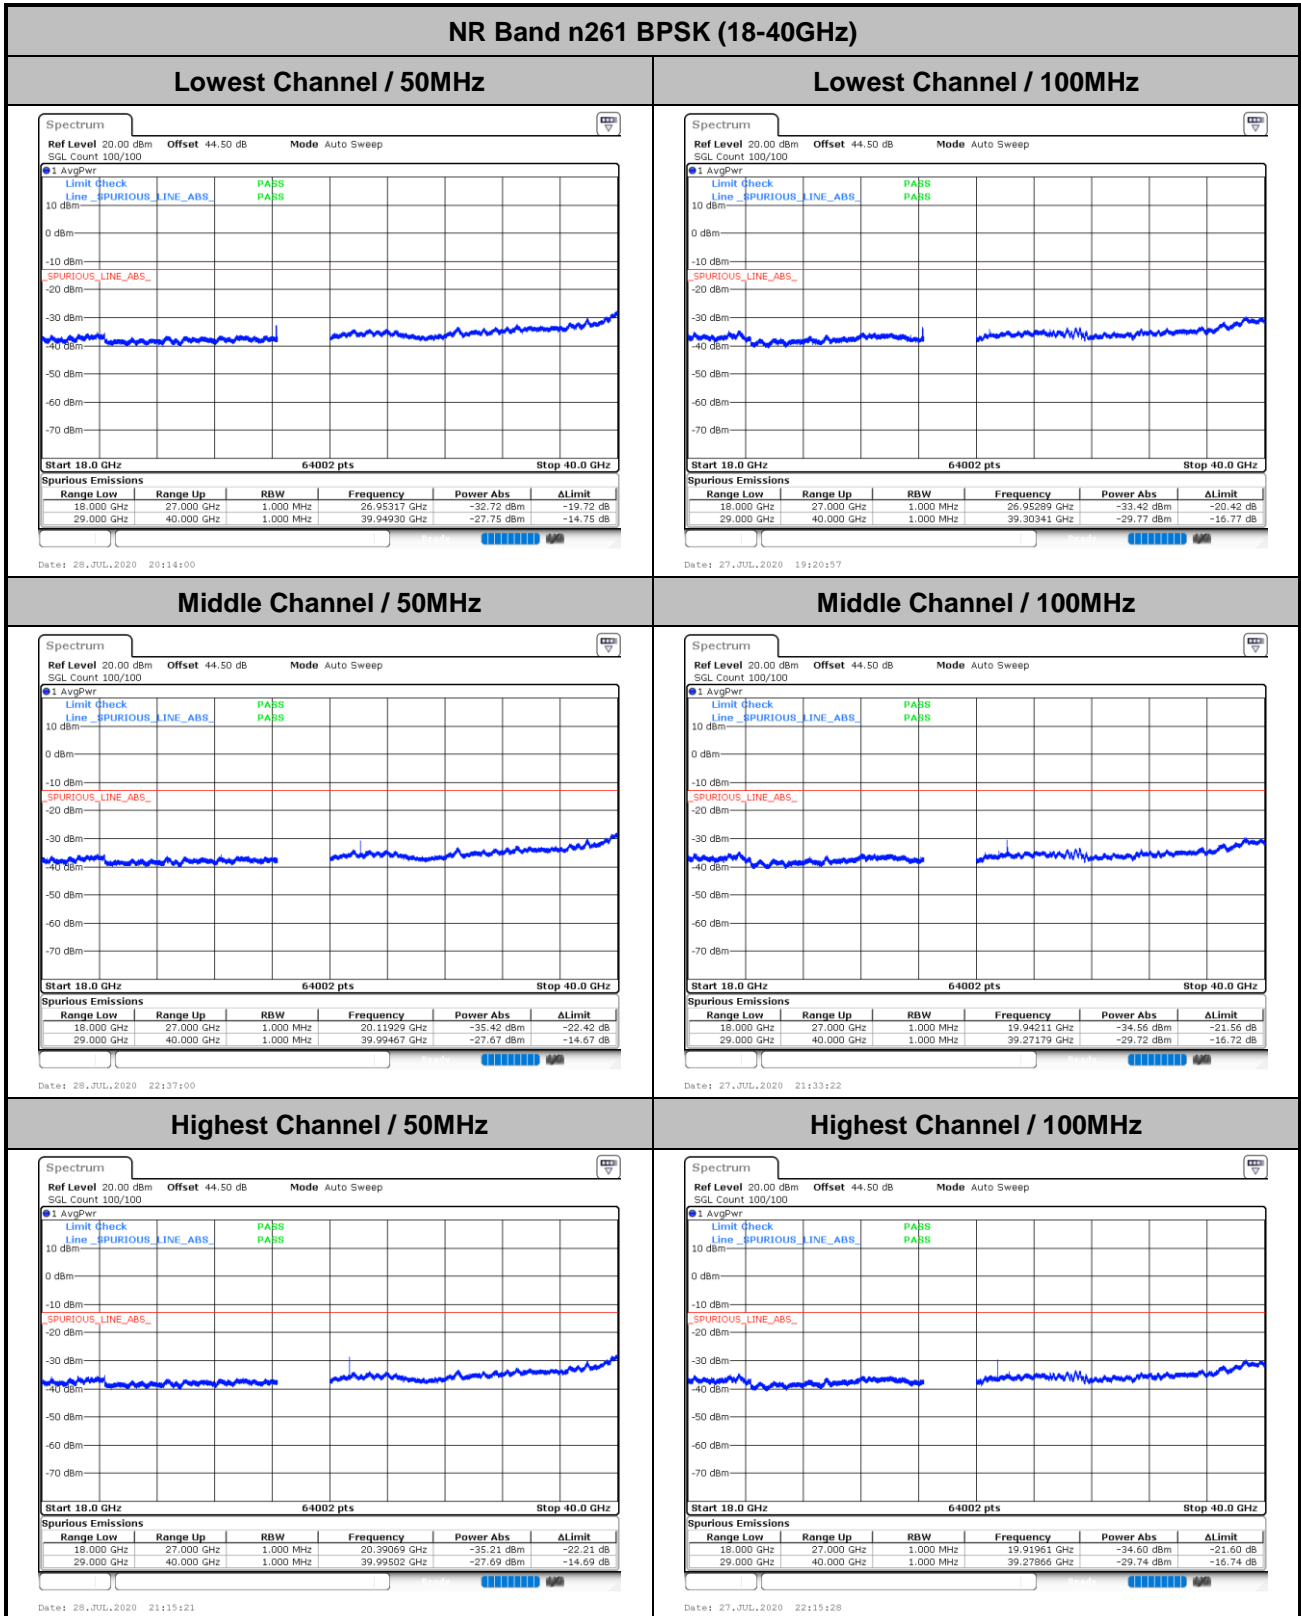 NR Band n261 BPSK (18-40GHz)
Lowest Channel / 50MHz
Lowest Channel / 100MHz
Spectrum
Ref Level 20.00 dBm Offset 44.50 dB Mode Auto Sweep
SGL Count 100/100
1 AvgPwr
Limit Check PASS
Line _SPURIOUS_LINE_ABS_ PASS
10 dBm
0 dBm
-10 dBm
_SPURIOUS_LINE_ABS_
-20 dBm
-30 dBm
-40 dBm
-50 dBm
-60 dBm
-70 dBm
Start 18.0 GHz 64002 pts Stop 40.0 GHz
Spurious Emissions
Range Low Range Up RBW Frequency Power Abs ΔLimit
18.000 GHz 27.000 GHz 1.000 MHz 26.95317 GHz -32.72 dBm -19.72 dB
29.000 GHz 40.000 GHz 1.000 MHz 39.94930 GHz -27.75 dBm -14.75 dB
Date: 28.JUL.2020 20:14:00
Spectrum
Ref Level 20.00 dBm Offset 44.50 dB Mode Auto Sweep
SGL Count 100/100
1 AvgPwr
Limit Check PASS
Line _SPURIOUS_LINE_ABS_ PASS
10 dBm
0 dBm
-10 dBm
_SPURIOUS_LINE_ABS_
-20 dBm
-30 dBm
-40 dBm
-50 dBm
-60 dBm
-70 dBm
Start 18.0 GHz 64002 pts Stop 40.0 GHz
Spurious Emissions
Range Low Range Up RBW Frequency Power Abs ΔLimit
18.000 GHz 27.000 GHz 1.000 MHz 26.95289 GHz -33.42 dBm -20.42 dB
29.000 GHz 40.000 GHz 1.000 MHz 39.30341 GHz -29.77 dBm -16.77 dB
Date: 27.JUL.2020 19:20:57
Middle Channel / 50MHz
Middle Channel / 100MHz
Spectrum
Ref Level 20.00 dBm Offset 44.50 dB Mode Auto Sweep
SGL Count 100/100
1 AvgPwr
Limit Check PASS
Line _SPURIOUS_LINE_ABS_ PASS
10 dBm
0 dBm
-10 dBm
_SPURIOUS_LINE_ABS_
-20 dBm
-30 dBm
-40 dBm
-50 dBm
-60 dBm
-70 dBm
Start 18.0 GHz 64002 pts Stop 40.0 GHz
Spurious Emissions
Range Low Range Up RBW Frequency Power Abs ΔLimit
18.000 GHz 27.000 GHz 1.000 MHz 20.11929 GHz -35.42 dBm -22.42 dB
29.000 GHz 40.000 GHz 1.000 MHz 39.99467 GHz -27.67 dBm -14.67 dB
Date: 28.JUL.2020 22:37:00
Spectrum
Ref Level 20.00 dBm Offset 44.50 dB Mode Auto Sweep
SGL Count 100/100
1 AvgPwr
Limit Check PASS
Line _SPURIOUS_LINE_ABS_ PASS
10 dBm
0 dBm
-10 dBm
_SPURIOUS_LINE_ABS_
-20 dBm
-30 dBm
-40 dBm
-50 dBm
-60 dBm
-70 dBm
Start 18.0 GHz 64002 pts Stop 40.0 GHz
Spurious Emissions
Range Low Range Up RBW Frequency Power Abs ΔLimit
18.000 GHz 27.000 GHz 1.000 MHz 19.94211 GHz -34.56 dBm -21.56 dB
29.000 GHz 40.000 GHz 1.000 MHz 39.27179 GHz -29.72 dBm -16.72 dB
Date: 27.JUL.2020 21:33:22
Highest Channel / 50MHz
Highest Channel / 100MHz
Spectrum
Ref Level 20.00 dBm Offset 44.50 dB Mode Auto Sweep
SGL Count 100/100
1 AvgPwr
Limit Check PASS
Line _SPURIOUS_LINE_ABS_ PASS
10 dBm
0 dBm
-10 dBm
_SPURIOUS_LINE_ABS_
-20 dBm
-30 dBm
-40 dBm
-50 dBm
-60 dBm
-70 dBm
Start 18.0 GHz 64002 pts Stop 40.0 GHz
Spurious Emissions
Range Low Range Up RBW Frequency Power Abs ΔLimit
18.000 GHz 27.000 GHz 1.000 MHz 20.39069 GHz -35.21 dBm -22.21 dB
29.000 GHz 40.000 GHz 1.000 MHz 39.99502 GHz -27.69 dBm -14.69 dB
Date: 28.JUL.2020 21:15:21
Spectrum
Ref Level 20.00 dBm Offset 44.50 dB Mode Auto Sweep
SGL Count 100/100
1 AvgPwr
Limit Check PASS
Line _SPURIOUS_LINE_ABS_ PASS
10 dBm
0 dBm
-10 dBm
_SPURIOUS_LINE_ABS_
-20 dBm
-30 dBm
-40 dBm
-50 dBm
-60 dBm
-70 dBm
Start 18.0 GHz 64002 pts Stop 40.0 GHz
Spurious Emissions
Range Low Range Up RBW Frequency Power Abs ΔLimit
18.000 GHz 27.000 GHz 1.000 MHz 19.91961 GHz -34.60 dBm -21.60 dB
29.000 GHz 40.000 GHz 1.000 MHz 39.27866 GHz -29.74 dBm -16.74 dB
Date: 27.JUL.2020 22:15:28